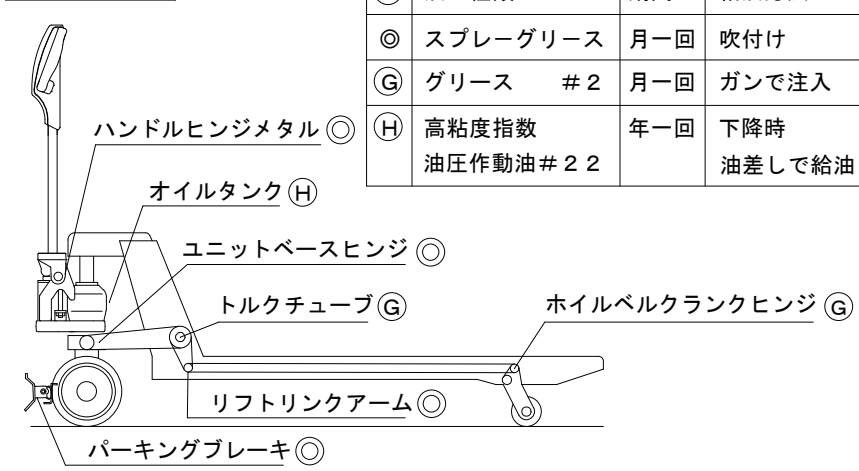 ◎ スプレーグリース 月一回 吹付け
Ⓖ グリース #2 月一回 ガンで注入
Ⓗ 高粘度指数 年一回 下降時
油圧作動油#22 油差しで給油
ハンドルヒンジメタル◎
オイルタンクⒽ
ユニットベースヒンジ◎
トルクチューブⒼ
ホイルベルクランクヒンジⒼ
リフトリンクアーム◎
パーキングブレーキ◎